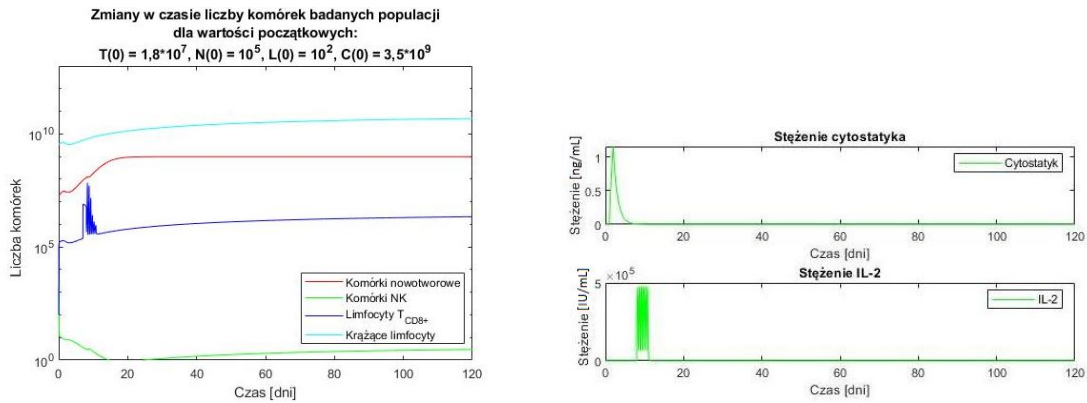 Zmiany w czasie liczby komórek badanych populacji
dla wartości początkowych:
T(0) = 1,8*10^7, N(0) = 10^5, L(0) = 10^2, C(0) = 3,5*10^9
10^10
10^5
10^0
Liczba komórek
Komórki nowotworowe
Komórki NK
Limfocyty T_CD8+
Krążące limfocyty
0 20 40 60 80 100 120
Czas [dni]
Stężenie cytostatyka
Stężenie [ng/mL]
1
0.5
0
Cytostatyk
0 20 40 60 80 100 120
Czas [dni]
Stężenie IL-2
×10^5
Stężenie [IU/mL]
5
0
IL-2
0 20 40 60 80 100 120
Czas [dni]